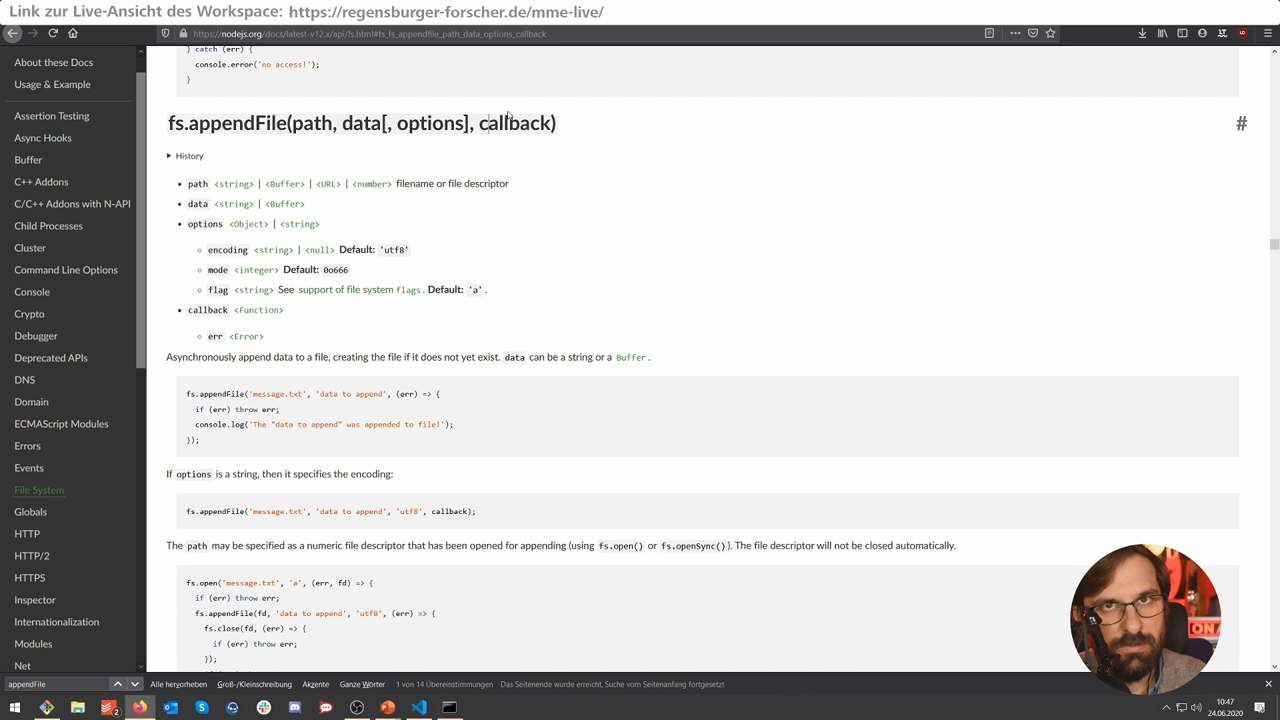 Link zur Live-Ansicht des Workspace: https://regensburger-forscher.de/mme-live/
https://nodejs.org/docs/latest-v12.x/api/fs.html#fs_fs_appendfile_path_data_options_callback
About these Docs
Usage & Example
Assertion Testing
Async Hooks
Buffer
C++ Addons
C/C++ Addons with N-API
Child Processes
Cluster
Command Line Options
Console
Crypto
Debugger
Deprecated APIs
DNS
Domain
ECMAScript Modules
Errors
Events
File System
Globals
HTTP
HTTP/2
HTTPS
Inspector
Internationalization
Modules
Net
} catch (err) {
console.error('no access!');
}
fs.appendFile(path, data[, options], callback)
#
History
path <string> | <Buffer> | <URL> | <number> filename or file descriptor
data <string> | <Buffer>
options <Object> | <string>
encoding <string> | <null> Default: 'utf8'
mode <integer> Default: 0o666
flag <string> See support of file system flags. Default: 'a'.
callback <Function>
err <Error>
Asynchronously append data to a file, creating the file if it does not yet exist. data can be a string or a Buffer.
fs.appendFile('message.txt', 'data to append', (err) => {
if (err) throw err;
console.log('The "data to append" was appended to file!');
});
If options is a string, then it specifies the encoding:
fs.appendFile('message.txt', 'data to append', 'utf8', callback);
The path may be specified as a numeric file descriptor that has been opened for appending (using fs.open() or fs.openSync()). The file descriptor will not be closed automatically.
fs.open('message.txt', 'a', (err, fd) => {
if (err) throw err;
fs.appendFile(fd, 'data to append', 'utf8', (err) => {
fs.close(fd, (err) => {
if (err) throw err;
});
ON
appendFile
Alle hervorheben
Groß-/Kleinschreibung
Akzente
Ganze Wörter
1 von 14 Übereinstimmungen
Das Seitenende wurde erreicht, Suche vom Seitenanfang fortgesetzt
2
10:47
24.06.2020